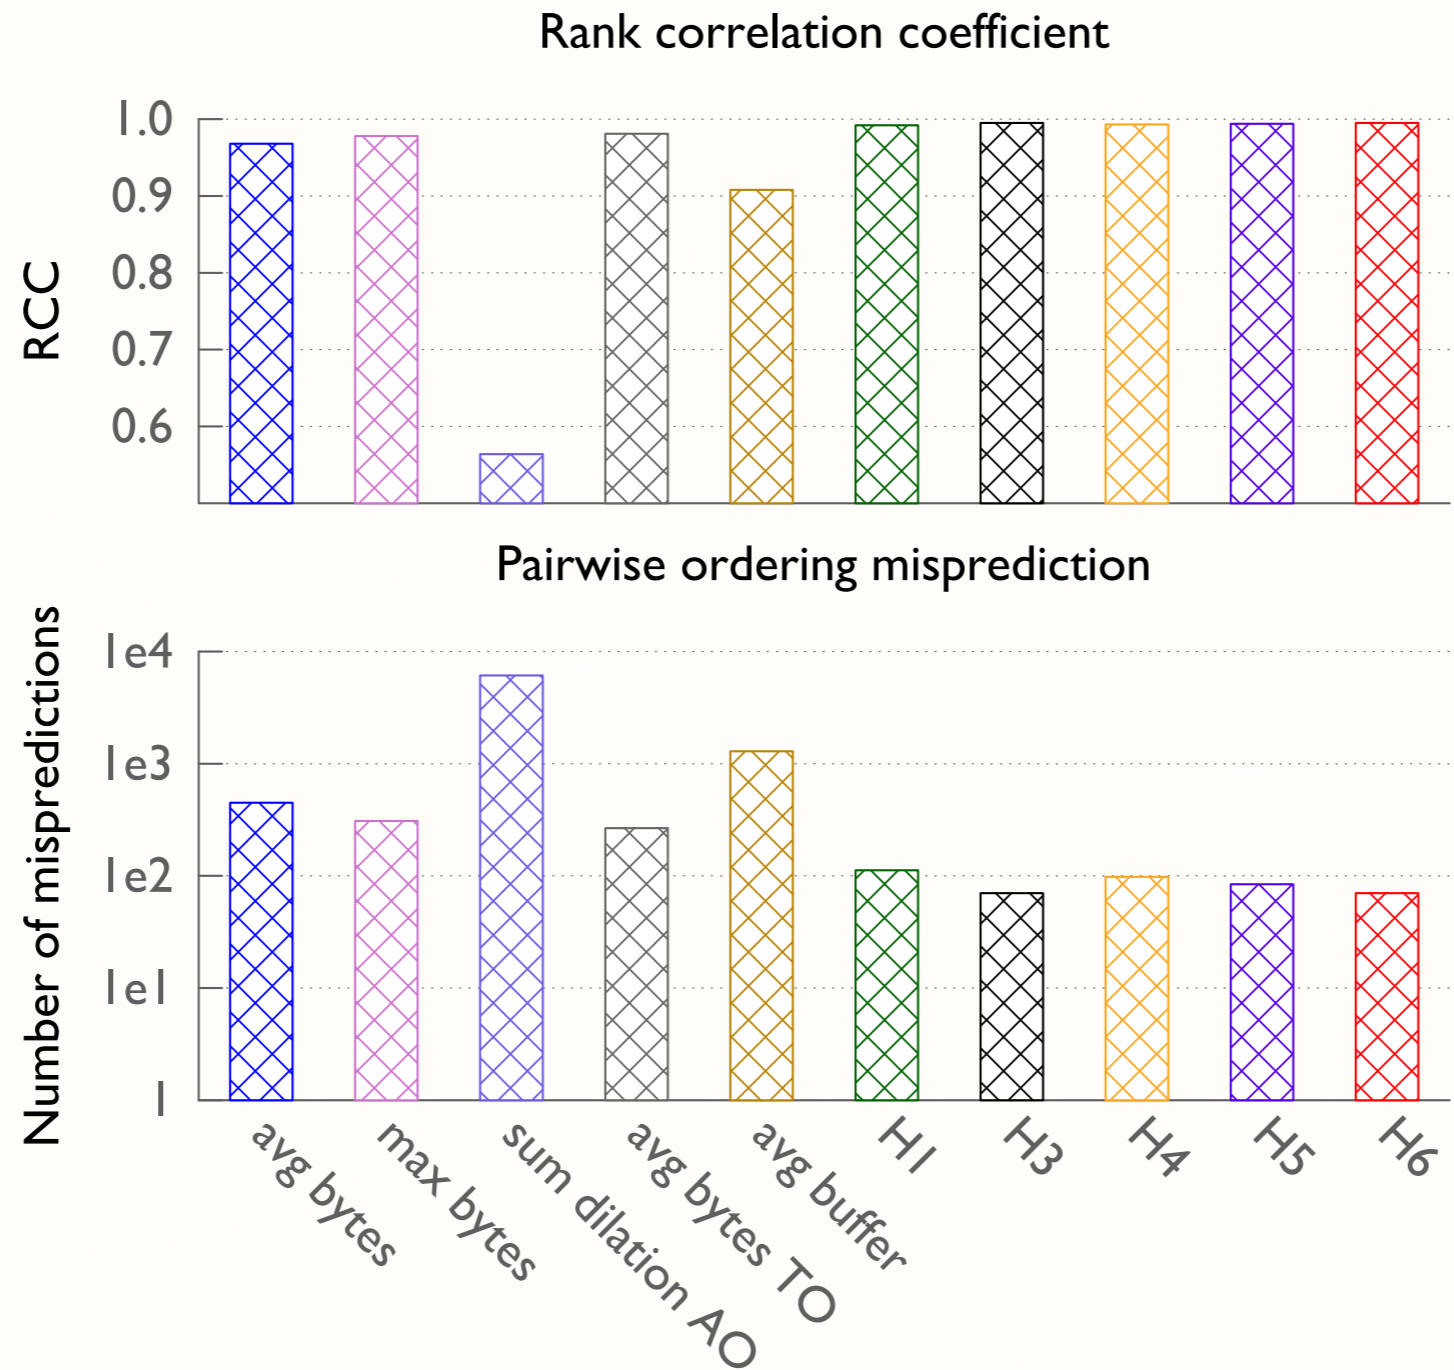 Rank correlation coefficient
1.0
0.9
0.8
0.7
0.6
RCC
Pairwise ordering misprediction
1e4
1e3
1e2
1e1
1
Number of mispredictions
avg bytes
max bytes
sum dilation AO
avg bytes TO
avg buffer
H1
H3
H4
H5
H6